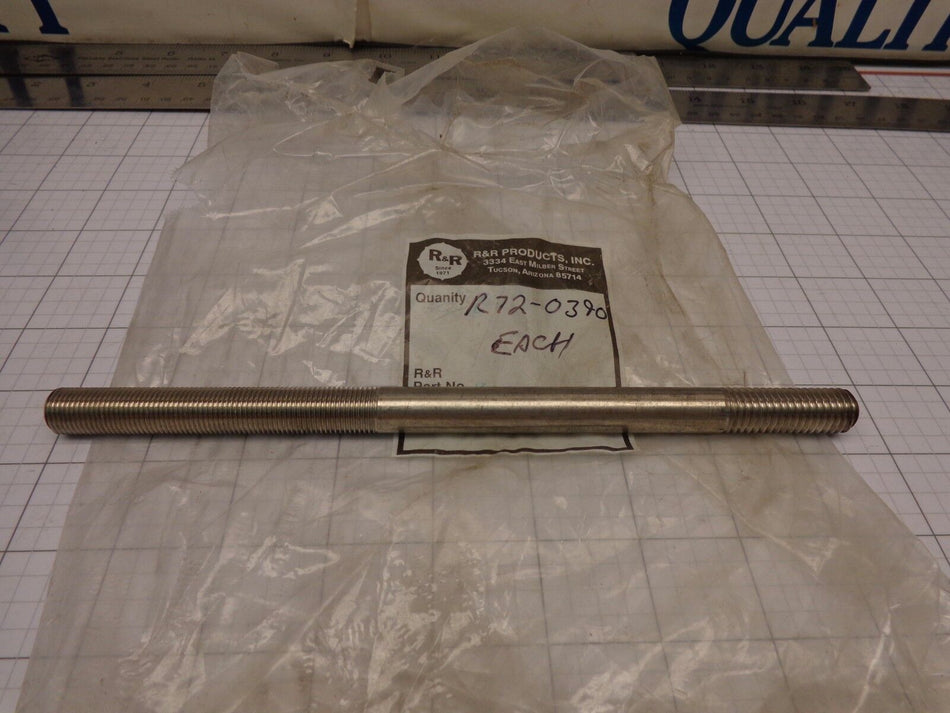 QUALIT
R&R
Since
1971
R&R PRODUCTS, INC.
3334 EAST MILBER STREET
TUCSON, ARIZONA 85714
Quanity R72-0390
EACH
R&R
Part No.